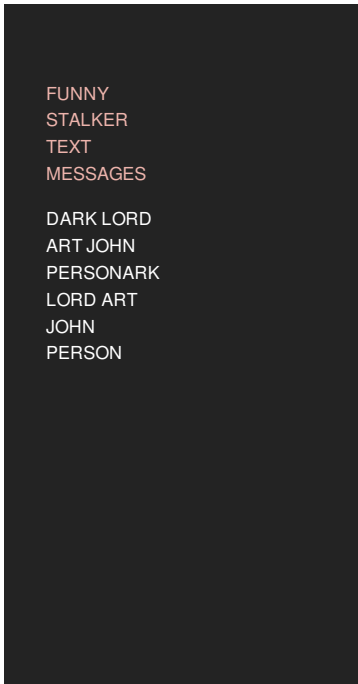 FUNNY
STALKER
TEXT
MESSAGES
DARK LORD
ART JOHN
PERSONARK
LORD ART
JOHN
PERSON